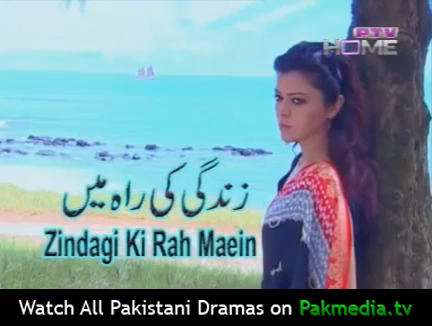 PTV
HOME
زندگی کی راہ میں
Zindagi Ki Rah Maein
Watch All Pakistani Dramas on Pakmedia.tv